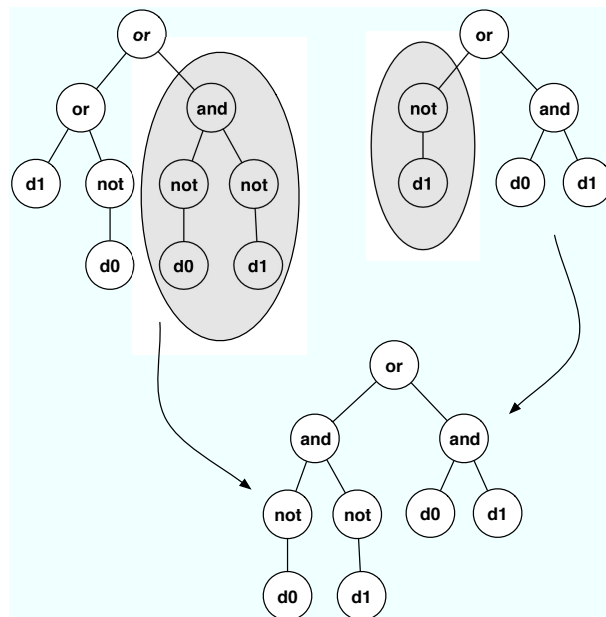 or or
or and not and
d1 not not not d1 d0 d1
d0 d0 d1
or
and and
not not d0 d1
d0 d1